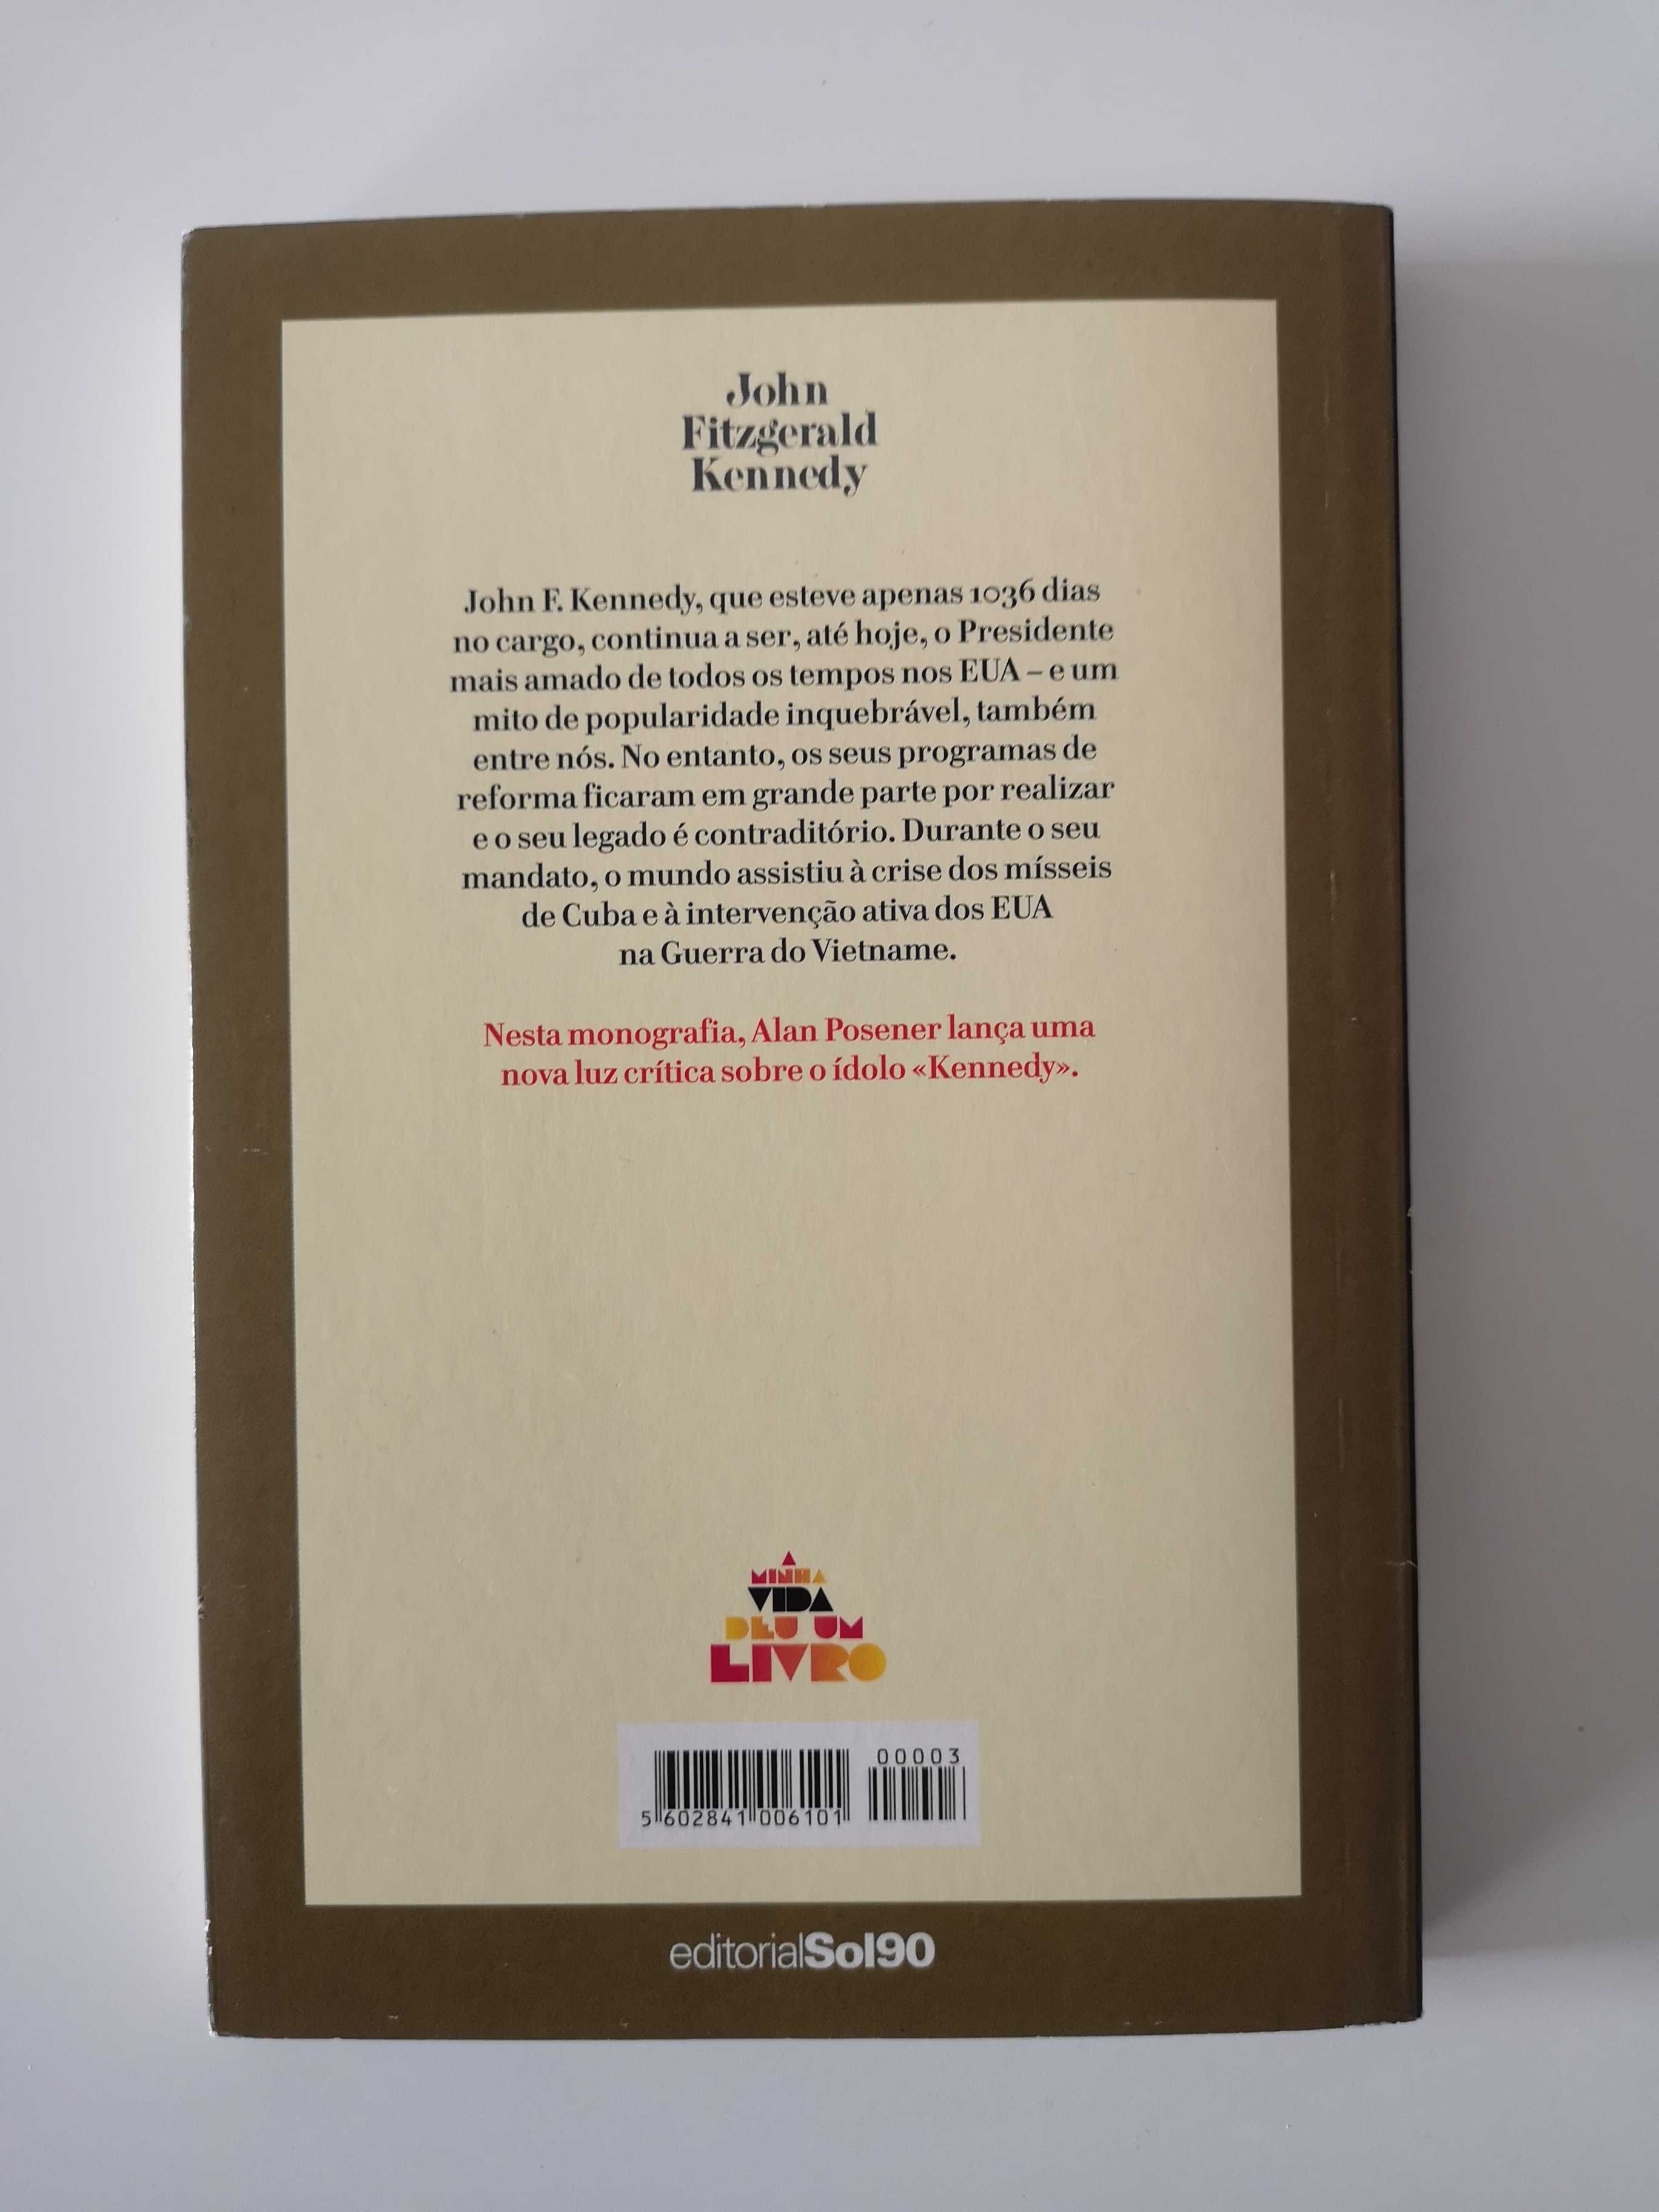 John
Fitzgerald
Kennedy
John F. Kennedy, que esteve apenas 1036 dias
no cargo, continua a ser, até hoje, o Presidente
mais amado de todos os tempos nos EUA – e um
mito de popularidade inquebrável, também
entre nós. No entanto, os seus programas de
reforma ficaram em grande parte por realizar
e o seu legado é contraditório. Durante o seu
mandato, o mundo assistiu à crise dos mísseis
de Cuba e à intervenção ativa dos EUA
na Guerra do Vietname.
Nesta monografia, Alan Posener lança uma
nova luz crítica sobre o ídolo «Kennedy».
A
MINHA
VIDA
DEU UM
LIVRO
00003
5 602841 006101
editorialSol90